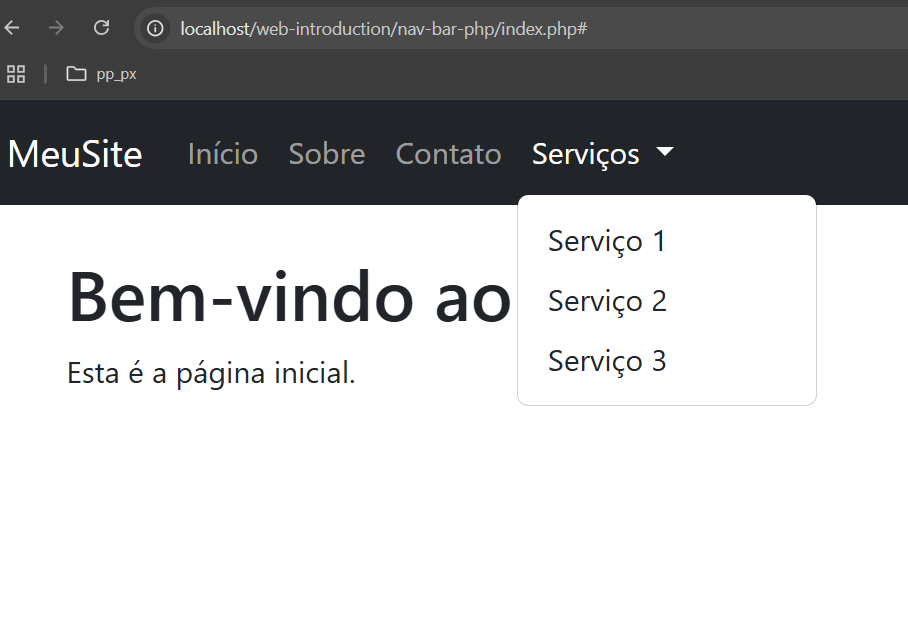 localhost/web-introduction/nav-bar-php/index.php#
pp_px
MeuSite Início Sobre Contato Serviços
Serviço 1
Serviço 2
Serviço 3
Bem-vindo ao
Esta é a página inicial.